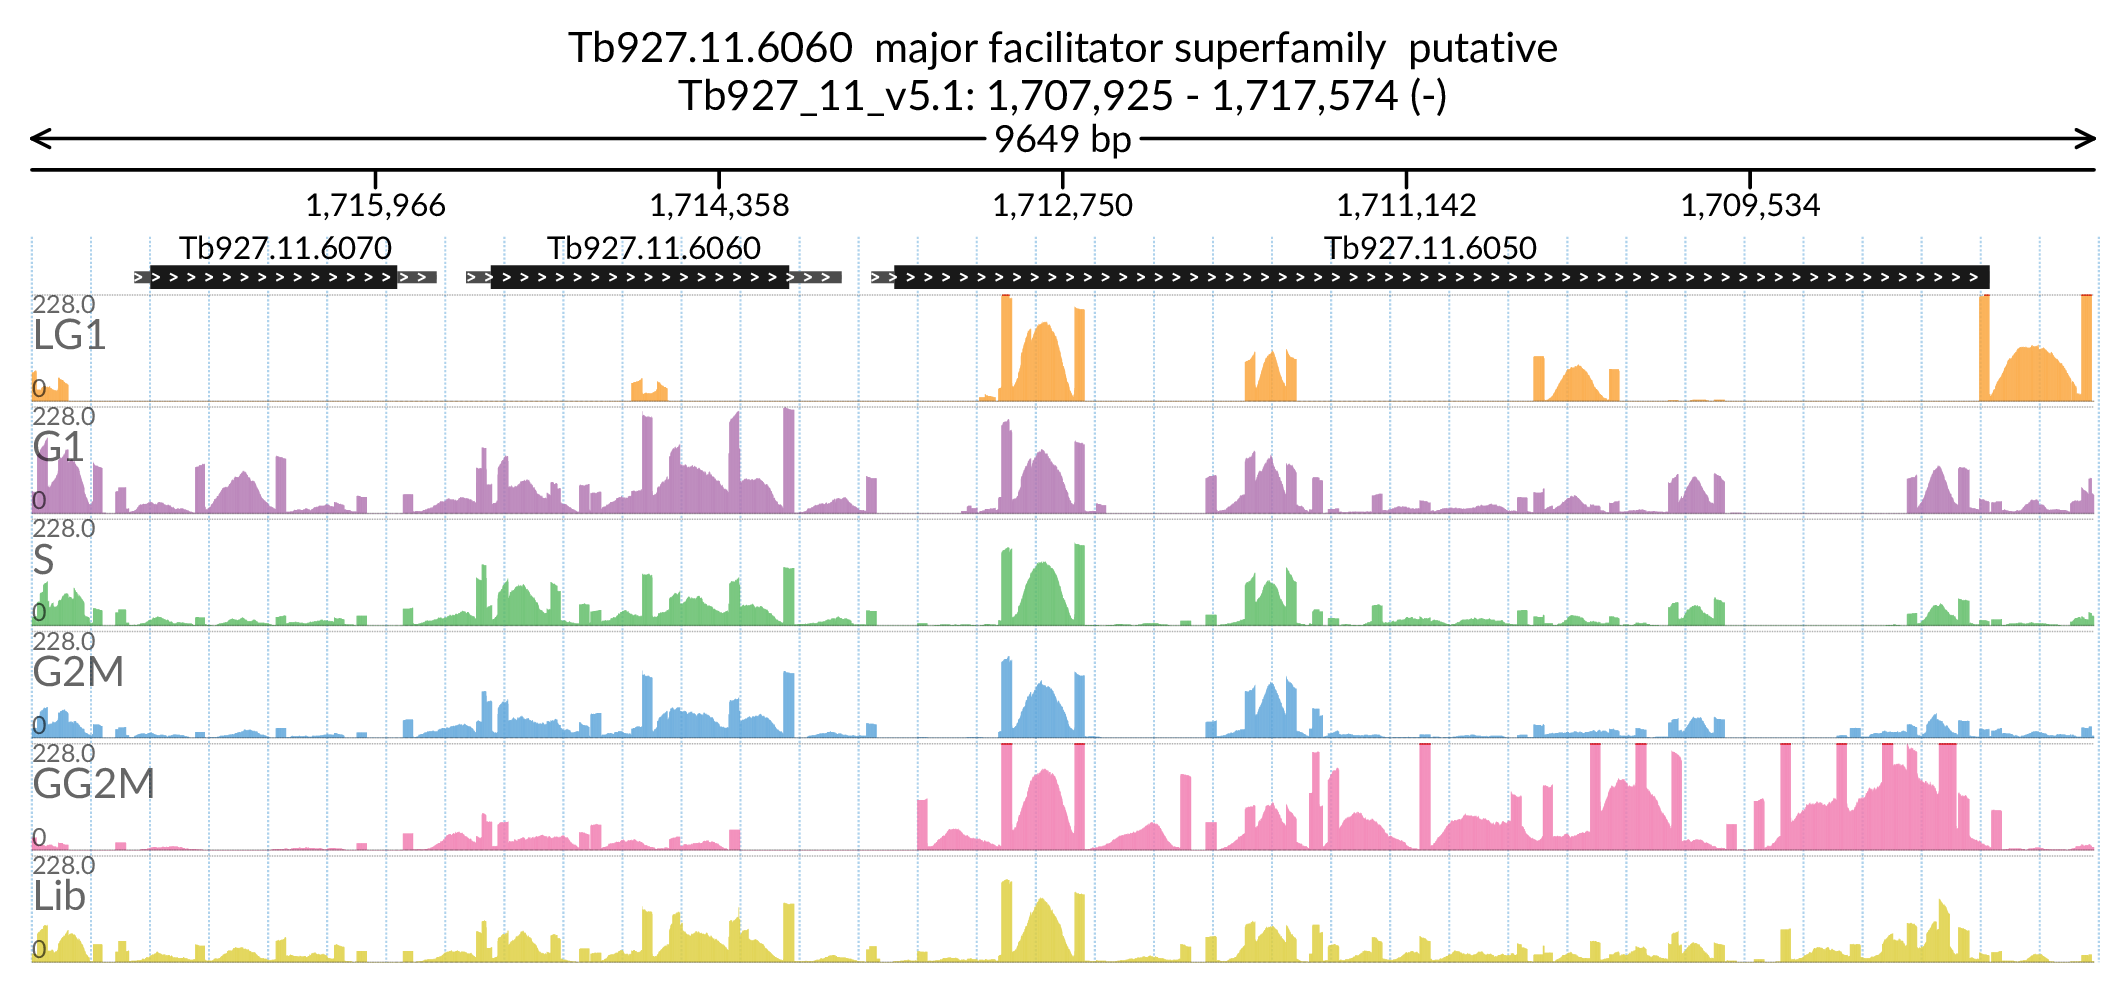 Tb927.11.6060 major facilitator superfamily putative
Tb927_11_v5.1: 1,707,925 - 1,717,574 (-)
9649 bp
1,715,966 1,714,358 1,712,750 1,711,142 1,709,534
Tb927.11.6070 Tb927.11.6060 Tb927.11.6050
228.0
LG1
0
228.0
G1
0
228.0
S
0
228.0
G2M
0
228.0
GG2M
0
228.0
Lib
0